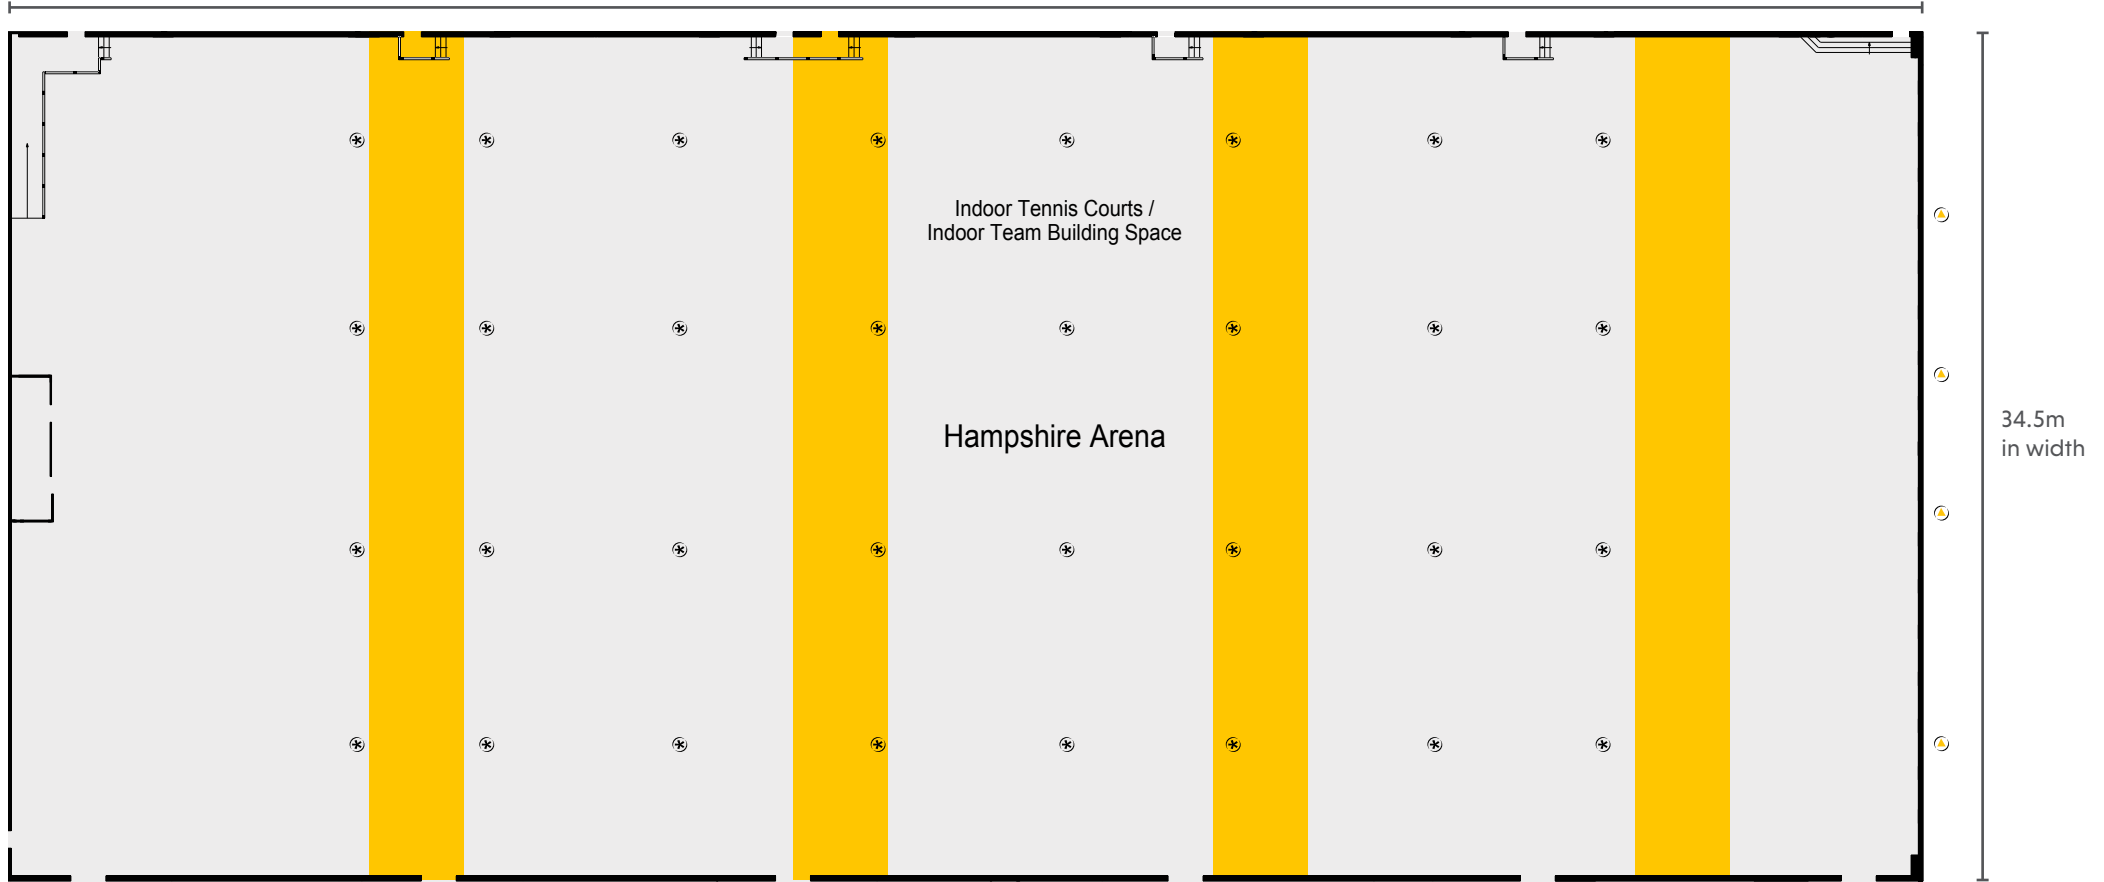 Indoor Tennis Courts /
Indoor Team Building Space
Hampshire Arena
34.5m
in width